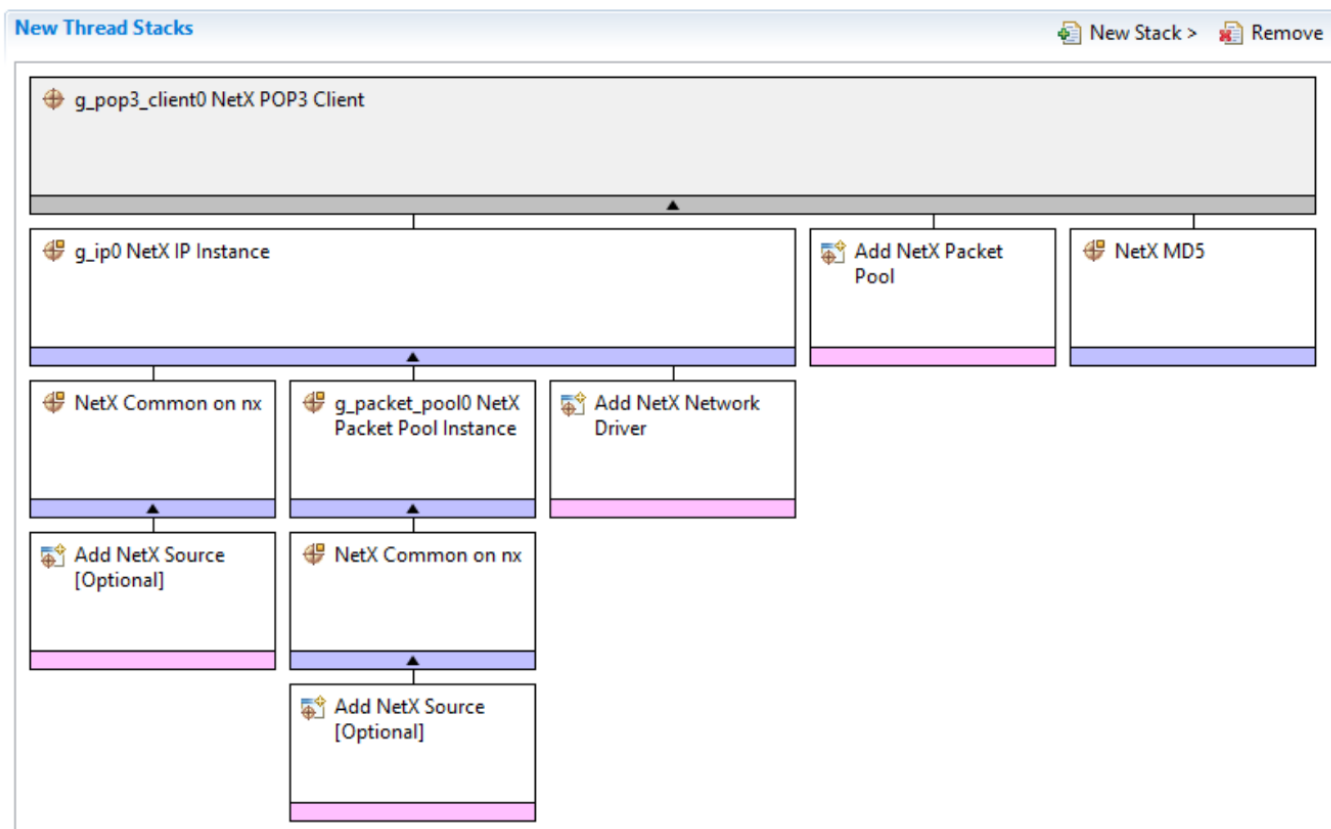 New Thread Stacks
New Stack >
Remove
g_pop3_client0 NetX POP3 Client
g_ip0 NetX IP Instance
Add NetX Packet
Pool
NetX MD5
NetX Common on nx
g_packet_pool0 NetX
Packet Pool Instance
Add NetX Network
Driver
Add NetX Source
[Optional]
NetX Common on nx
Add NetX Source
[Optional]